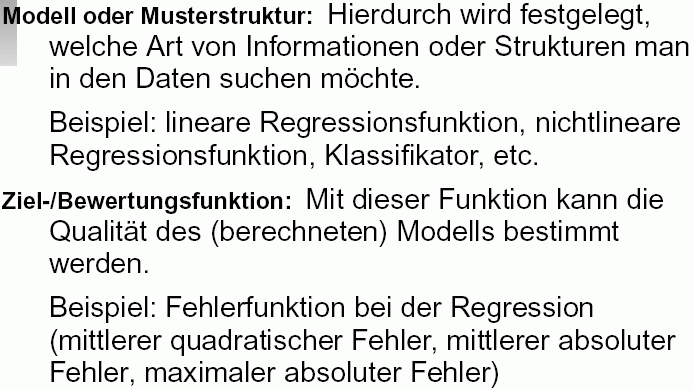 Modell oder Musterstruktur: Hierdurch wird festgelegt,
welche Art von Informationen oder Strukturen man
in den Daten suchen möchte.
Beispiel: lineare Regressionsfunktion, nichtlineare
Regressionsfunktion, Klassifikator, etc.
Ziel-/Bewertungsfunktion: Mit dieser Funktion kann die
Qualität des (berechneten) Modells bestimmt
werden.
Beispiel: Fehlerfunktion bei der Regression
(mittlerer quadratischer Fehler, mittlerer absoluter
Fehler, maximaler absoluter Fehler)